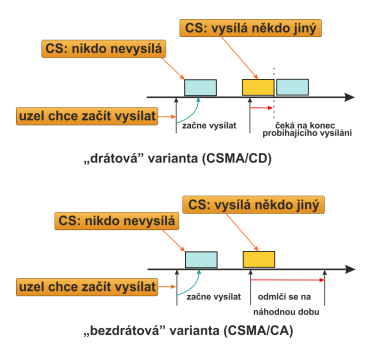 CS: vysílá někdo jiný
CS: nikdo nevysílá
uzel chce začít vysílat
začne vysílat
čeká na konec
probíhajícího vysílání
„drátová” varianta (CSMA/CD)
CS: vysílá někdo jiný
CS: nikdo nevysílá
uzel chce začít vysílat
začne vysílat
odmlčí se na
náhodnou dobu
„bezdrátová” varianta (CSMA/CA)